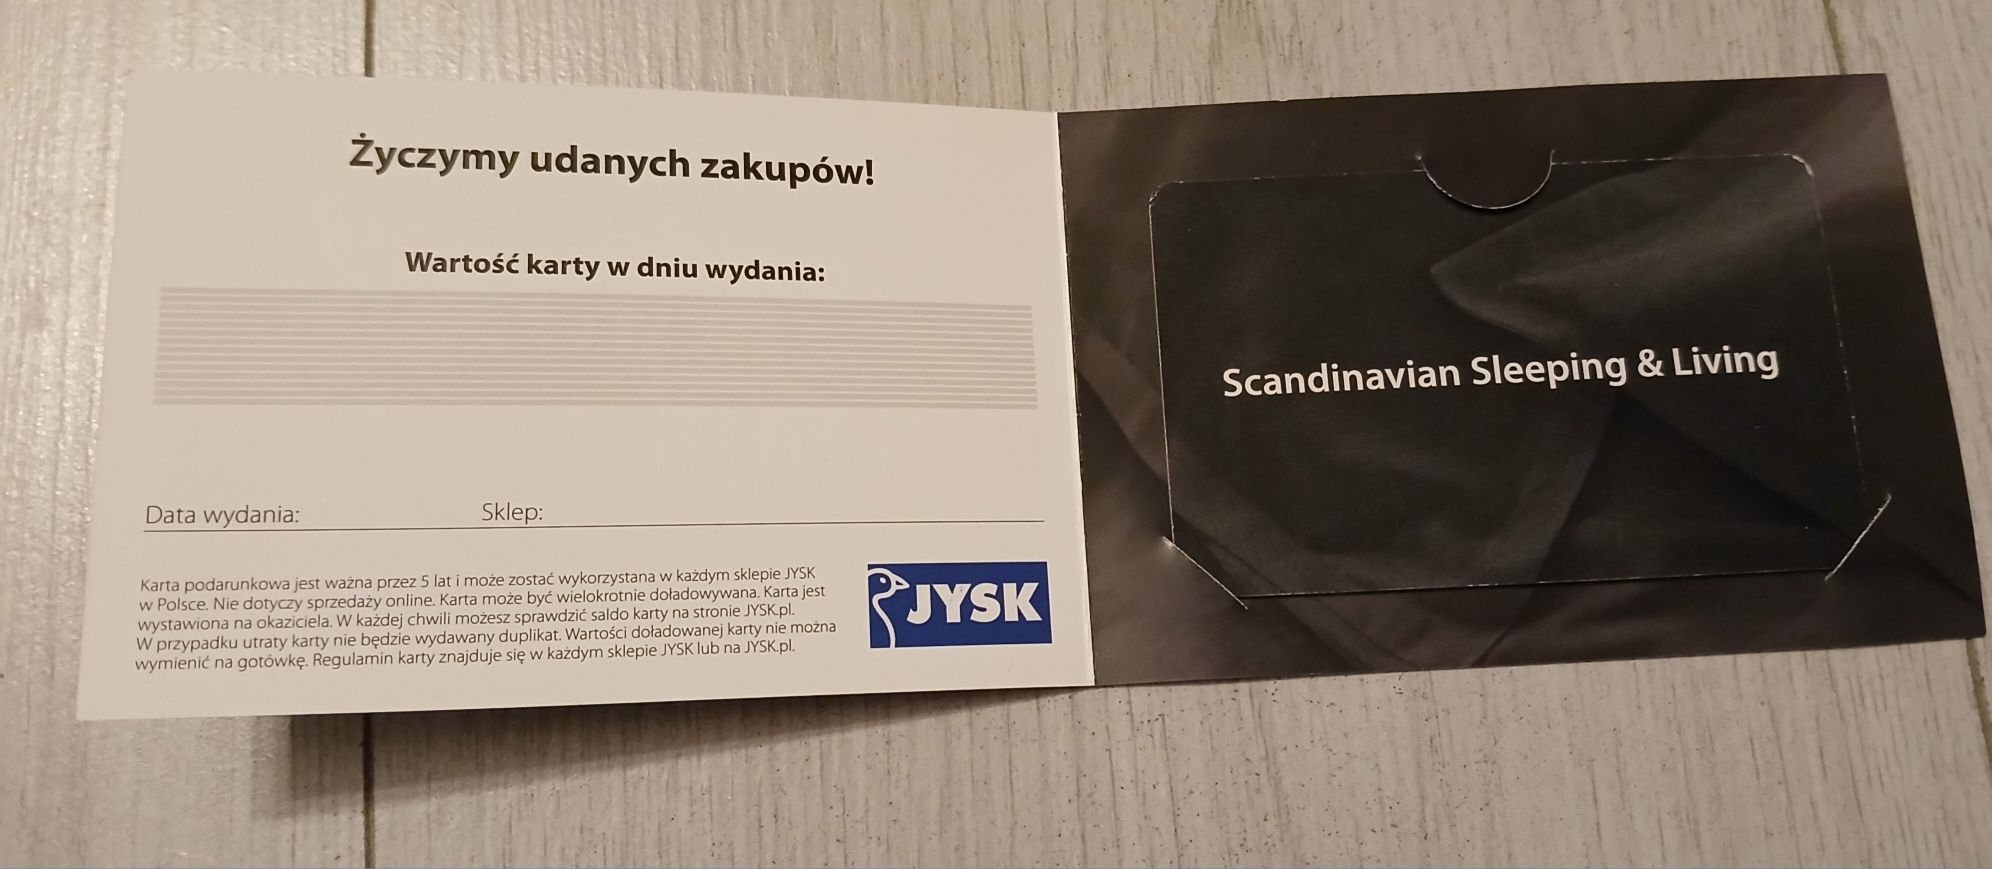 Życzymy udanych zakupów!
Wartość karty w dniu wydania:
Data wydania: Sklep:
Karta podarunkowa jest ważna przez 5 lat i może zostać wykorzystana w każdym sklepie JYSK
w Polsce. Nie dotyczy sprzedaży online. Karta może być wielokrotnie doładowywana. Karta jest
wystawiona na okaziciela. W każdej chwili możesz sprawdzić saldo karty na stronie JYSK.pl.
W przypadku utraty karty nie będzie wydawany duplikat. Wartości doładowanej karty nie można
wymienić na gotówkę. Regulamin karty znajduje się w każdym sklepie JYSK lub na JYSK.pl.
JYSK
Scandinavian Sleeping & Living